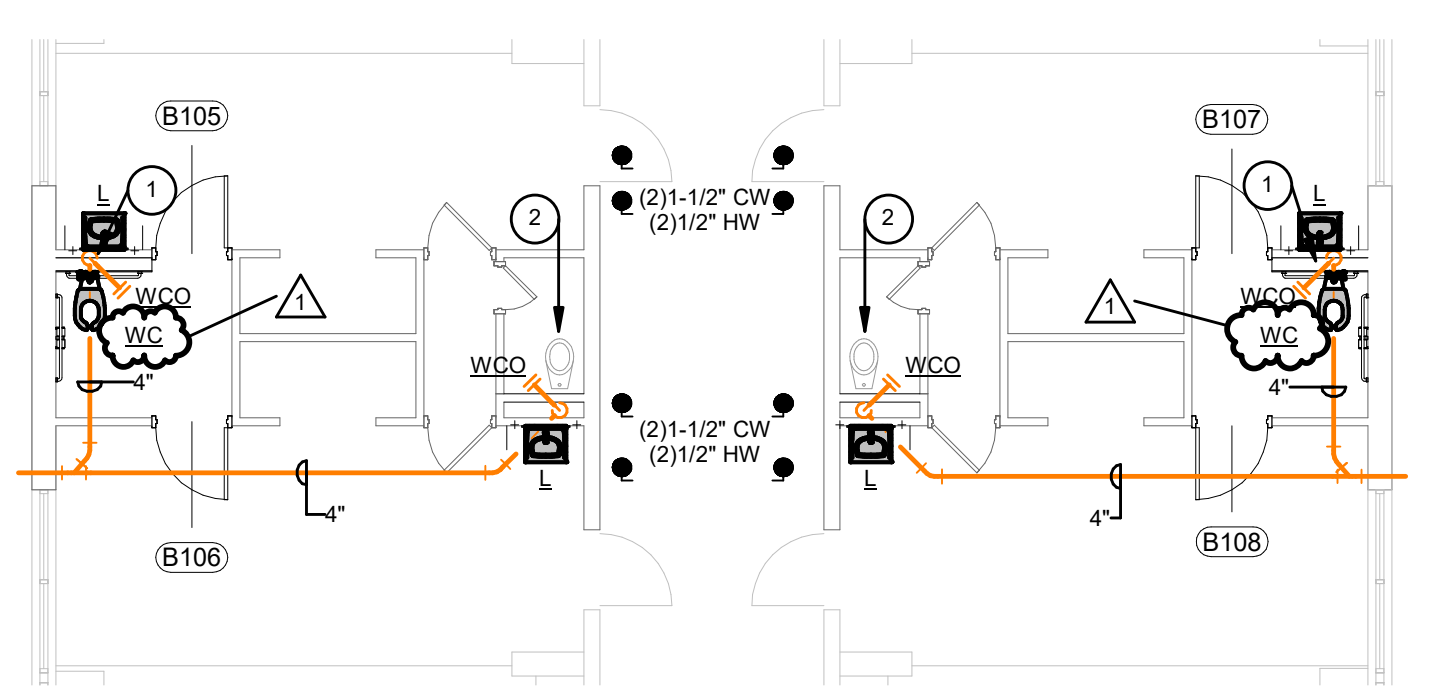 B105
B107
L
1
2
(2)1-1/2" CW
(2)1/2" HW
2
1
L
WCO
1
WC
4"
WCO
1
WC
4"
WCO
WCO
(2)1-1/2" CW
(2)1/2" HW
L
L
4"
4"
B106
B108